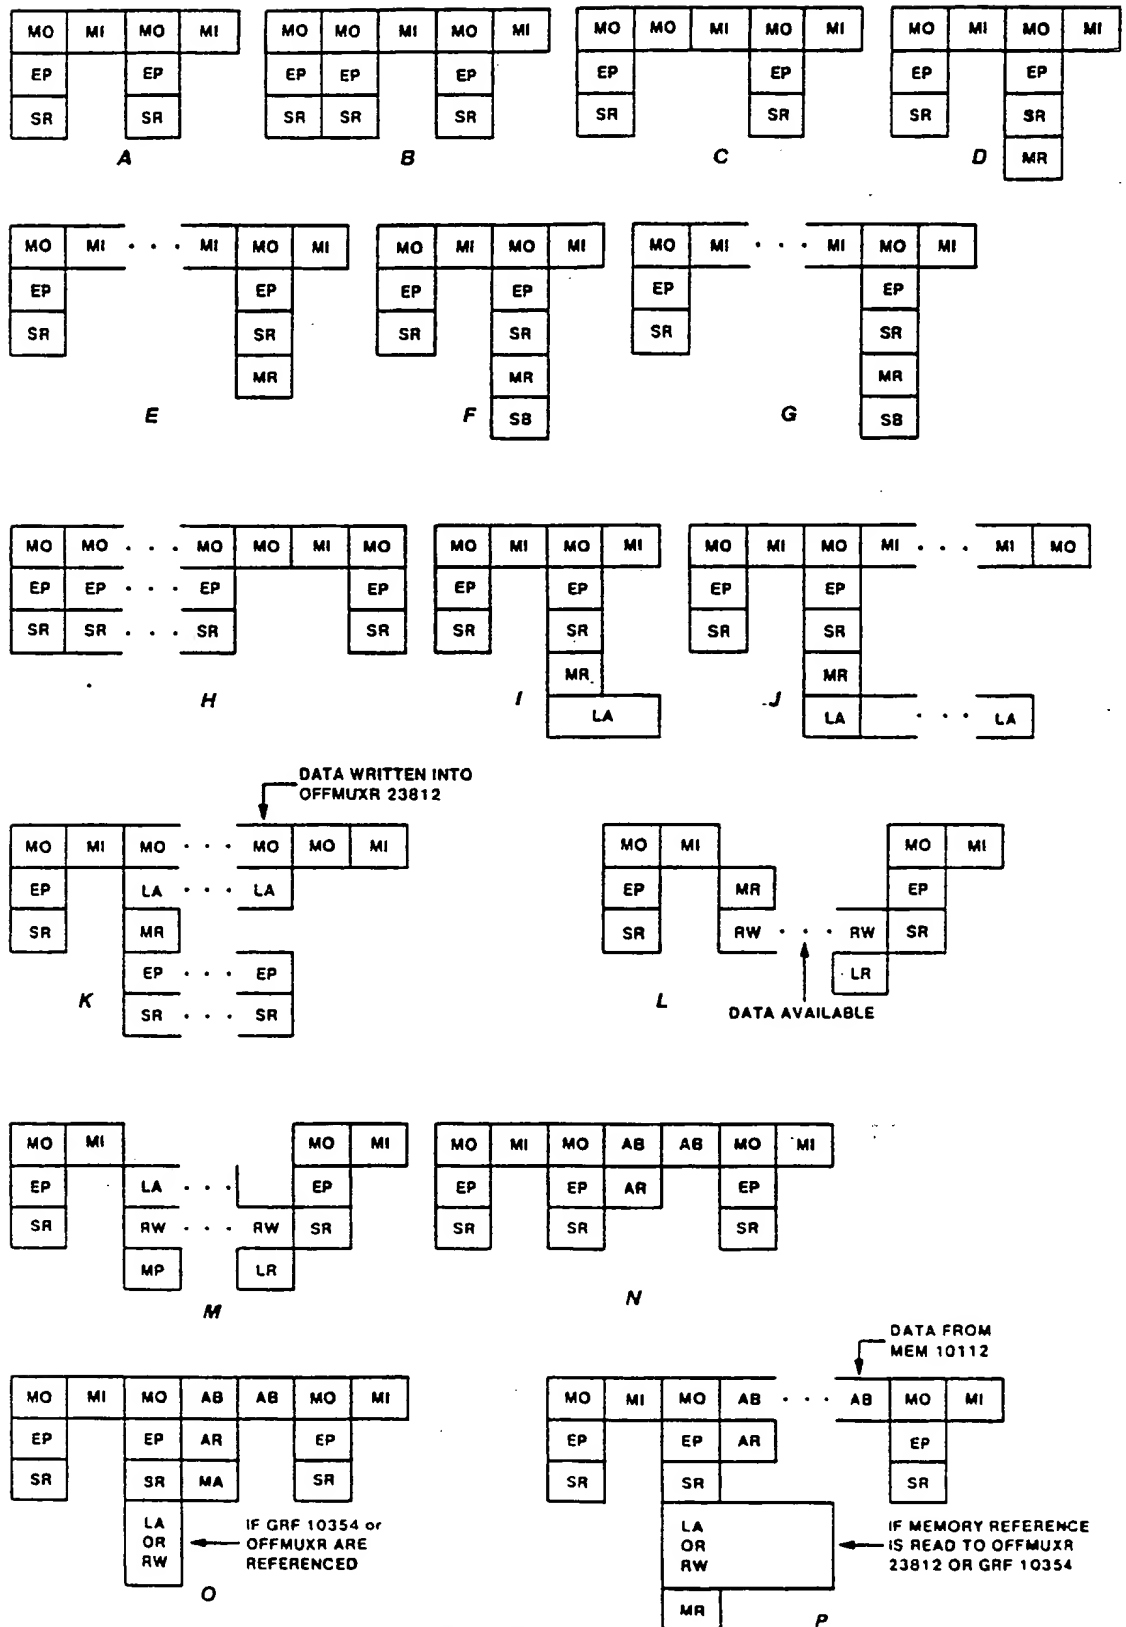 MO MI MO MI
EP EP
SR SR
A
MO MO MI MO MI
EP EP EP
SR SR SR
B
MO MO MI MO MI
EP EP
SR SR
C
MO MI MO MI
EP EP
SR SR
MR
D
MO MI · · · MI MO MI
EP EP
SR SR
MR
E
MO MI MO MI
EP EP
SR SR
MR
SB
F
MO MI · · · MI MO MI
EP EP
SR SR
MR
SB
G
MO MO · · · MO MO MI MO
EP EP · · · EP EP
SR SR · · · SR SR
H
MO MI MO MI
EP EP
SR SR
MR
LA
I
MO MI MO MI · · · MI MO
EP EP
SR SR
MR
LA · · · LA
J
DATA WRITTEN INTO
OFFMUXR 23812
MO MI MO · · · MO MO MI
EP LA · · · LA
SR MR
EP · · · EP
SR · · · SR
K
MO MI MO MI
EP MR EP
SR RW · · · RW SR
LR
L
DATA AVAILABLE
MO MI MO MI
EP LA · · · EP
SR RW · · · RW SR
MP LR
M
MO MI MO AB AB MO MI
EP EP AR EP
SR SR SR
N
MO MI MO AB AB MO MI
EP EP AR EP
SR SR MA SR
LA
OR
RW
IF GRF 10354 or
OFFMUXR ARE
REFERENCED
O
DATA FROM
MEM 10112
MO MI MO AB · · · AB MO MI
EP EP AR EP
SR SR SR
LA
OR
RW
IF MEMORY REFERENCE
IS READ TO OFFMUXR
23812 OR GRF 10354
MR
P